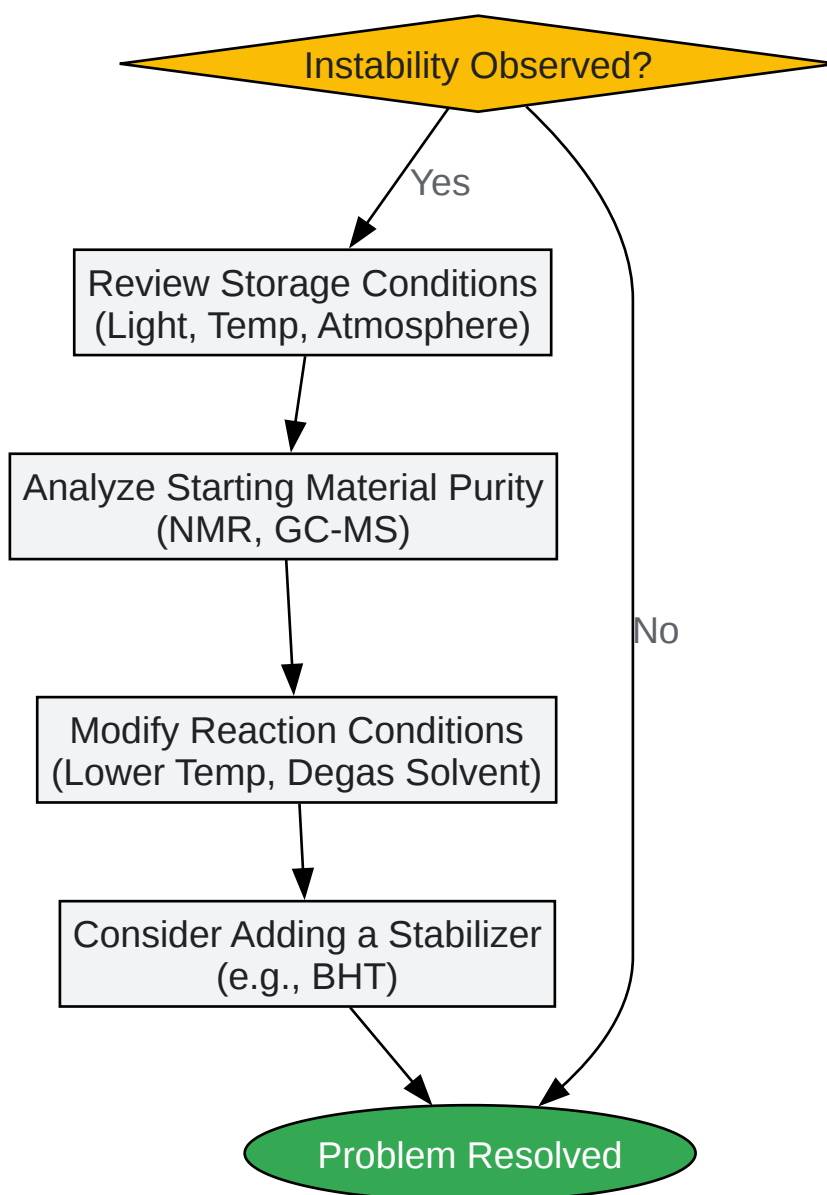 Instability Observed?
Yes
Review Storage Conditions
(Light, Temp, Atmosphere)
Analyze Starting Material Purity
(NMR, GC-MS)
No
Modify Reaction Conditions
(Lower Temp, Degas Solvent)
Consider Adding a Stabilizer
(e.g., BHT)
Problem Resolved